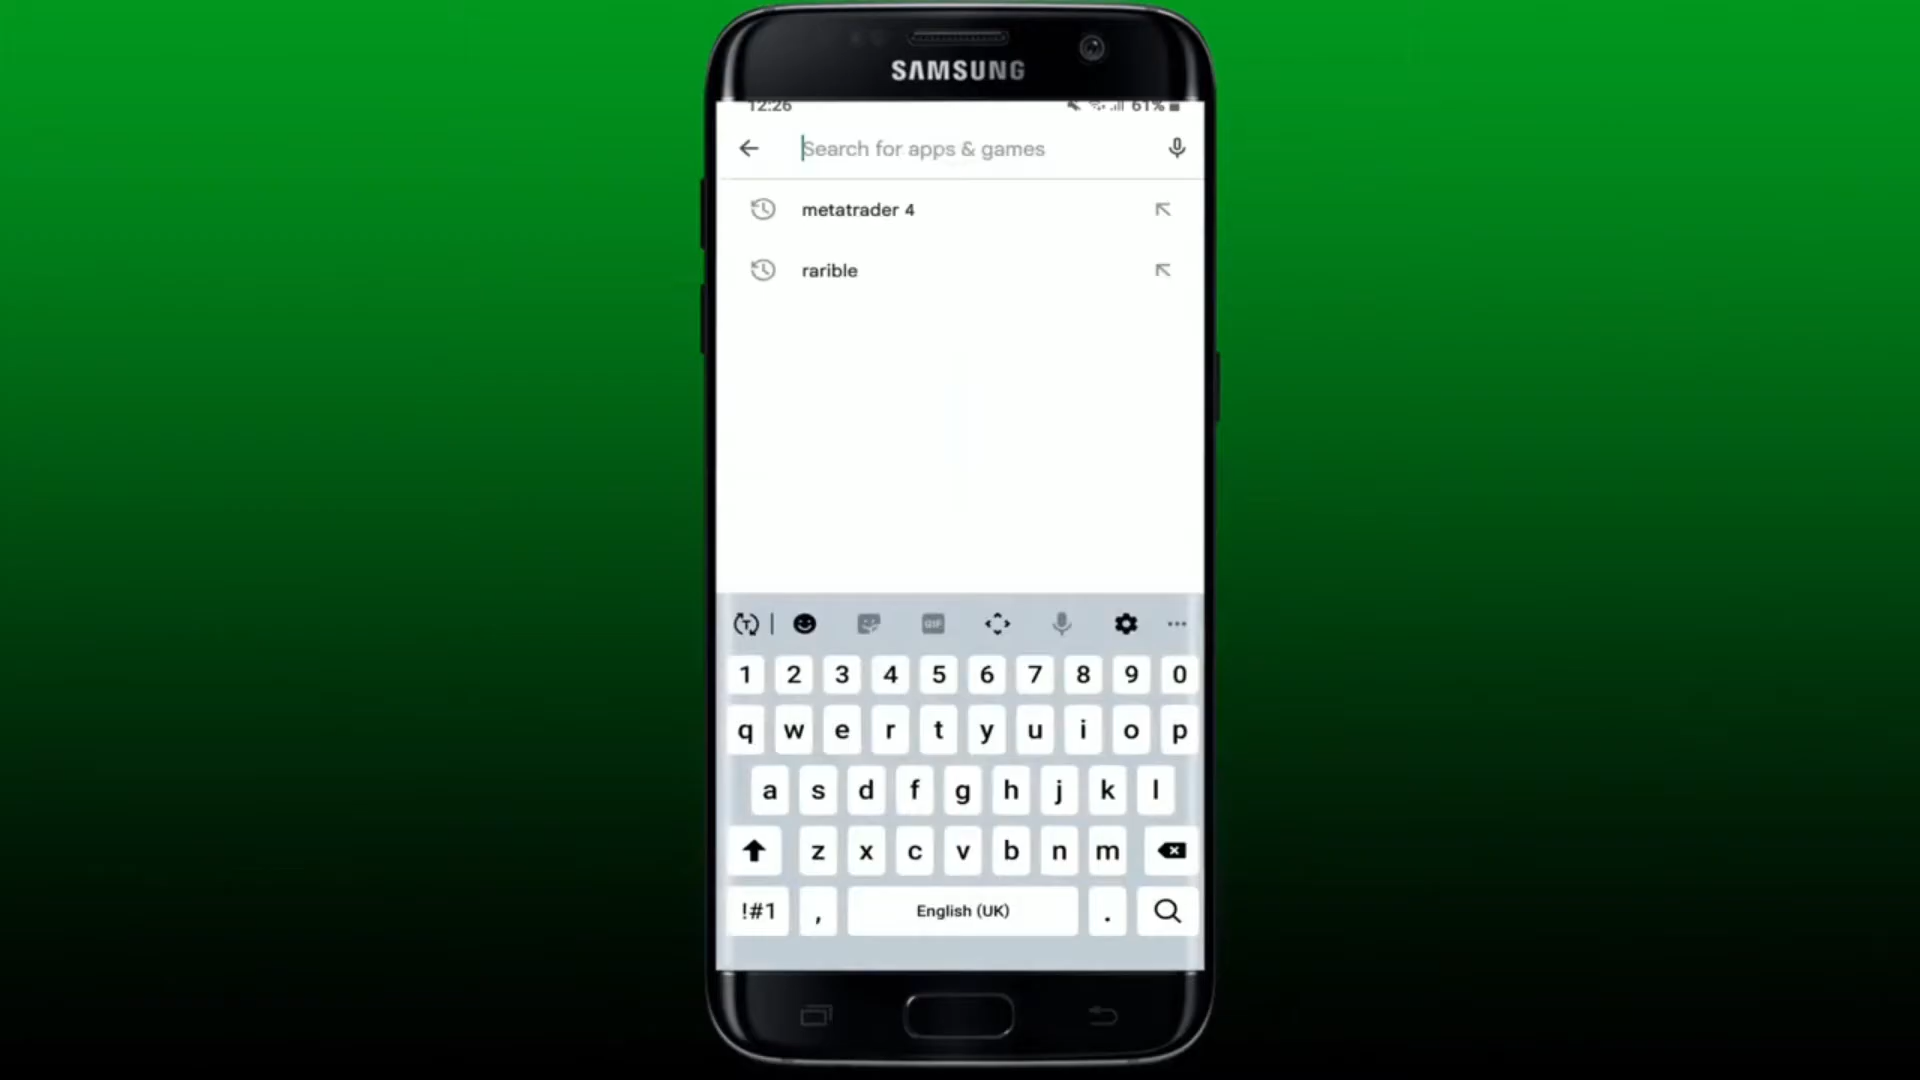 SAMSUNG
12:26 61%
Search for apps & games
metatrader 4
rarible
GIF
1 2 3 4 5 6 7 8 9 0
q w e r t y u i o p
a s d f g h j k l
z x c v b n m
!#1 , English (UK) .